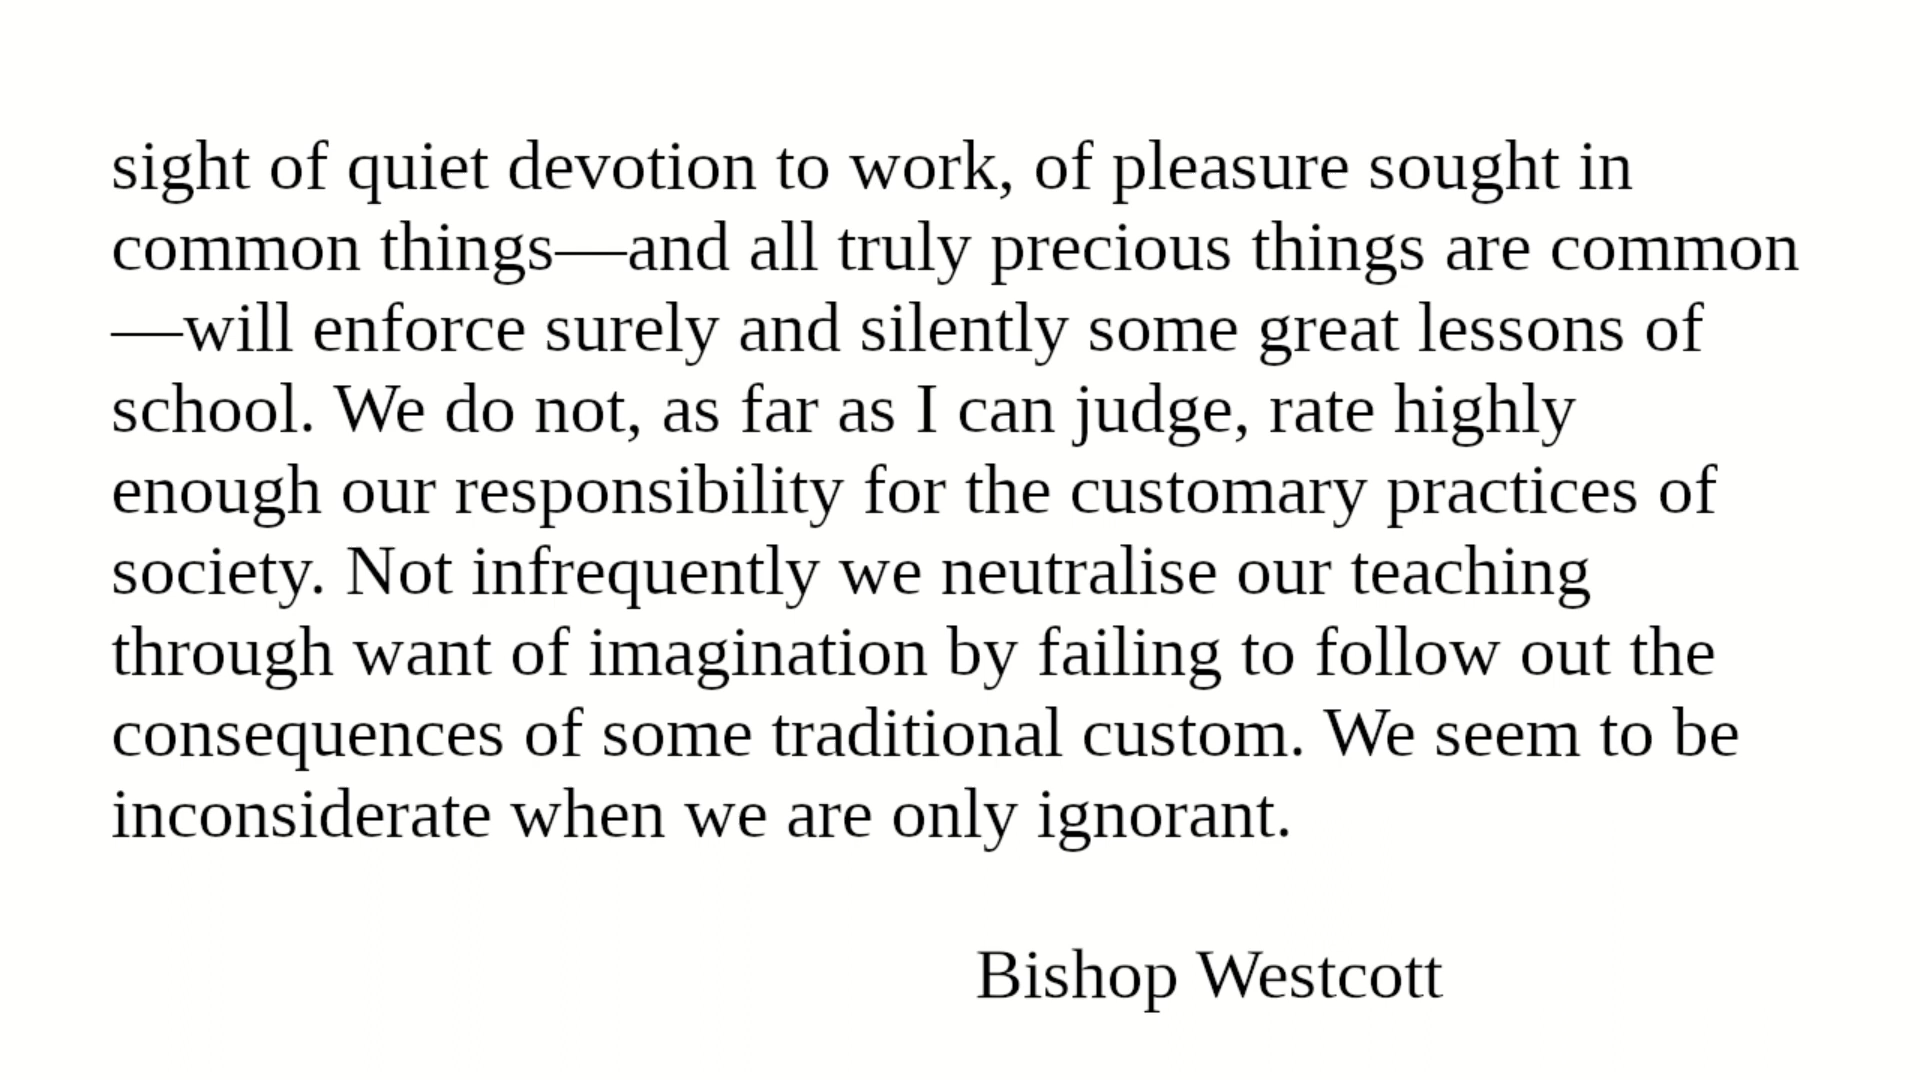 sight of quiet devotion to work, of pleasure sought in
common things—and all truly precious things are common
—will enforce surely and silently some great lessons of
school. We do not, as far as I can judge, rate highly
enough our responsibility for the customary practices of
society. Not infrequently we neutralise our teaching
through want of imagination by failing to follow out the
consequences of some traditional custom. We seem to be
inconsiderate when we are only ignorant.
Bishop Westcott